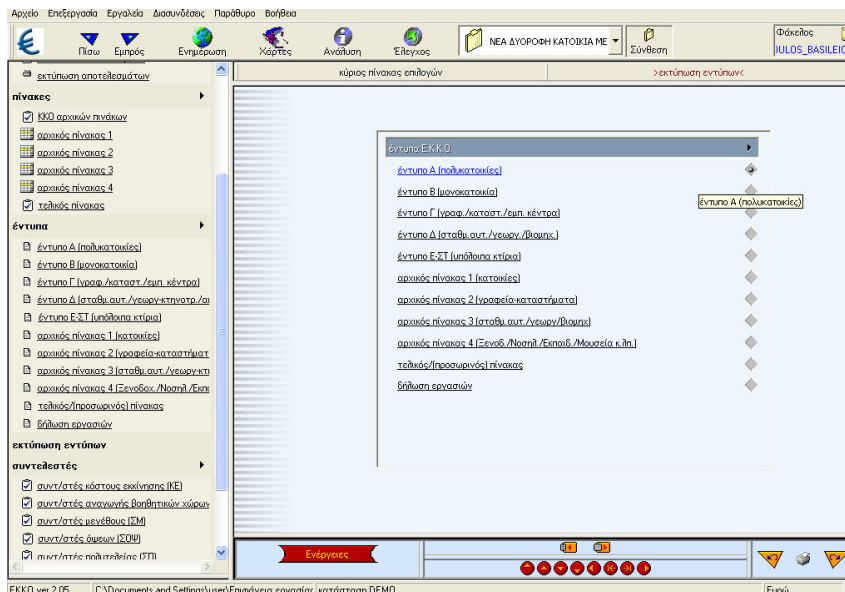 Αρχείο Επεξεργασία Εργαλεία Διασυνδέσεις Παράθυρο Βοήθεια
Πίσω Εμπρός Ενημέρωση Χάρτες Ανάλυση Έλεγχος ΝΕΑ ΔΥΟΡΟΦΗ ΚΑΤΟΙΚΙΑ ΜΕ Σύνθεση Φάκελος
κύριος πίνακας επιλογών >εκτύπωση εντύπων<
εκτύπωση αποτελεσμάτων
πίνακες
ΚΚΟ αρχικών πινάκων
αρχικός πίνακας 1
αρχικός πίνακας 2
αρχικός πίνακας 3
αρχικός πίνακας 4
τελικός πίνακας
έντυπα
έντυπο Α (πολυκατοικίες)
έντυπο Β (μονοκατοικία)
έντυπο Γ (γραφ./καταστ./εμπ. κέντρα)
έντυπο Δ (σταθμ.αυτ./γεωργ-κτηνοτρ./
έντυπο Ε-ΣΤ (υπόλοιπα κτίρια)
αρχικός πίνακας 1 (κατοικίες)
αρχικός πίνακας 2 (γραφεία-καταστήματ
αρχικός πίνακας 3 (σταθμ.αυτ./γεωργ-κτ
αρχικός πίνακας 4 (Ξενοδοχ./Νοσηλ./Εκπ
τελικός/(προσωρινός) πίνακας
δήλωση εργασιών
εκτύπωση εντύπων
συντελεστές
συντ/στές κόστους εκκίνησης (ΚΕ)
συντ/στές αναγωγής βοηθητικών χώρων
συντ/στές μεγέθους (ΣΜ)
συντ/στές όψεων (ΣΟΨ)
συντ/στές πολυτελείας (ΣΠ)
έντυπα Ε.Κ.Κ.Ο.
έντυπο Α (πολυκατοικίες)
έντυπο Β (μονοκατοικία)
έντυπο Α (πολυκατοικίες)
έντυπο Γ (γραφ./καταστ./εμπ. κέντρα)
έντυπο Δ (σταθμ.αυτ./γεωργ./βιομηχ.)
έντυπο Ε-ΣΤ (υπόλοιπα κτίρια)
αρχικός πίνακας 1 (κατοικίες)
αρχικός πίνακας 2 (γραφεία-καταστήματα)
αρχικός πίνακας 3 (σταθμ.αυτ./γεωργ/βιομηχ)
αρχικός πίνακας 4 (Ξενοδ./Νοσηλ./Εκπαιδ./Μουσεία κ.λπ.)
τελικός/(προσωρινός) πίνακας
δήλωση εργασιών
Ενέργειες
ΕΚΚΟ ver 2.05 C:\Documents and Settings\user\Επιφάνεια εργασίας κατάσταση DEMO Ευρώ